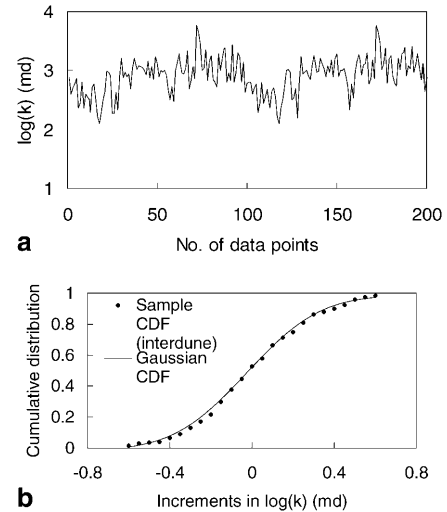 4
3
2
1
log(k) (md)
0
50
100
150
200
No. of data points
a
1
0.8
0.6
0.4
0.2
0
Cumulative distribution
Sample
CDF
(interdune)
Gaussian
CDF
-0.8
-0.4
0
0.4
0.8
Increments in log(k) (md)
b